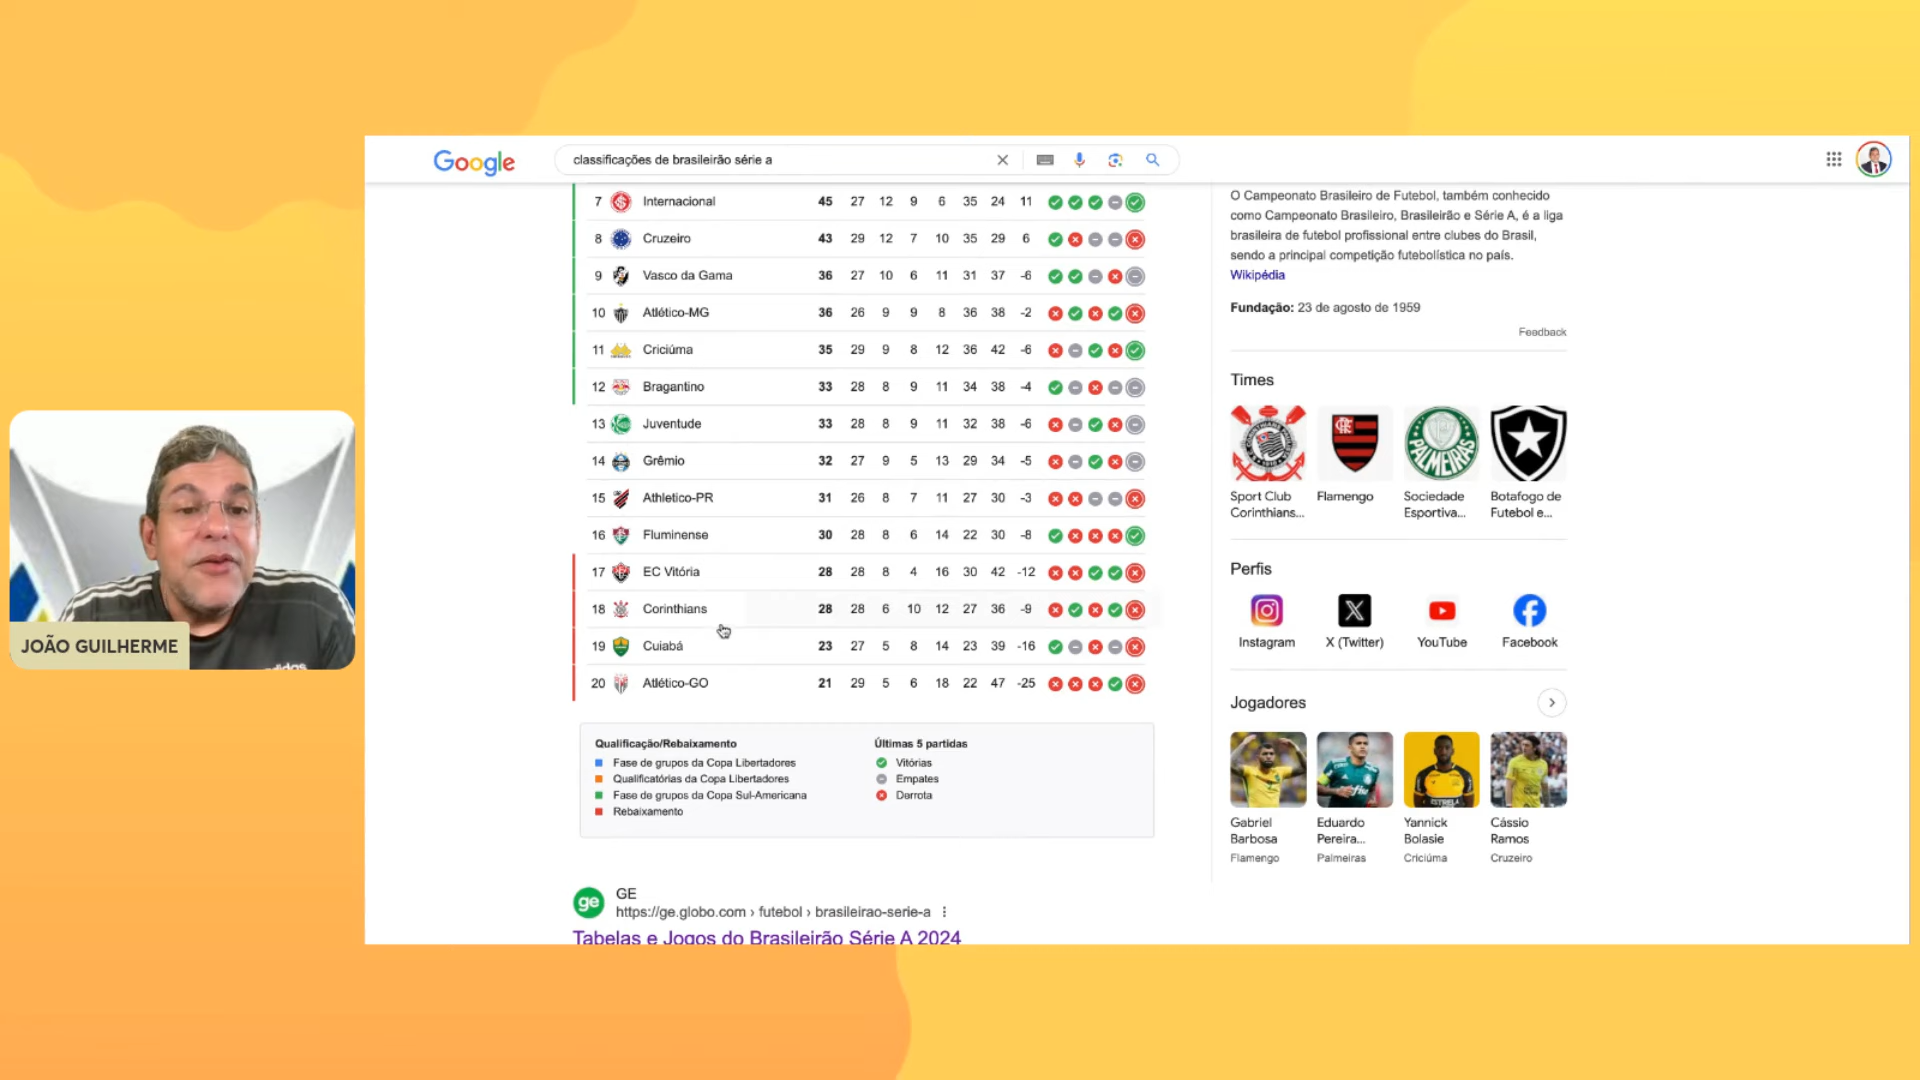 Google
classificações de brasileirão série a
7 Internacional 45 27 12 9 6 35 24 11
8 Cruzeiro 43 29 12 7 10 35 29 6
9 Vasco da Gama 36 27 10 6 11 31 37 -6
10 Atlético-MG 36 26 9 9 8 36 38 -2
11 Criciúma 35 29 9 8 12 36 42 -6
12 Bragantino 33 28 8 9 11 34 38 -4
13 Juventude 33 28 8 9 11 32 38 -6
14 Grêmio 32 27 9 5 13 29 34 -5
15 Athletico-PR 31 26 8 7 11 27 30 -3
16 Fluminense 30 28 8 6 14 22 30 -8
17 EC Vitória 28 28 8 4 16 30 42 -12
18 Corinthians 28 28 6 10 12 27 36 -9
19 Cuiabá 23 27 5 8 14 23 39 -16
20 Atlético-GO 21 29 5 6 18 22 47 -25
Qualificação/Rebaixamento
Fase de grupos da Copa Libertadores
Qualificatórias da Copa Libertadores
Fase de grupos da Copa Sul-Americana
Rebaixamento
Últimas 5 partidas
Vitórias
Empates
Derrota
ge
GE
https://ge.globo.com › futebol › brasileirao-serie-a
Tabelas e Jogos do Brasileirão Série A 2024
O Campeonato Brasileiro de Futebol, também conhecido
como Campeonato Brasileiro, Brasileirão e Série A, é a liga
brasileira de futebol profissional entre clubes do Brasil,
sendo a principal competição futebolística no país.
Wikipédia
Fundação: 23 de agosto de 1959
Feedback
Times
PALMEIRAS
Sport Club
Corinthians...
Flamengo
Sociedade
Esportiva...
Botafogo de
Futebol e...
Perfis
Instagram
X (Twitter)
YouTube
Facebook
Jogadores
Gabriel
Barbosa
Flamengo
Eduardo
Pereira...
Palmeiras
ESTRELA
Yannick
Bolasie
Criciúma
Cássio
Ramos
Cruzeiro
JOÃO GUILHERME
adidas